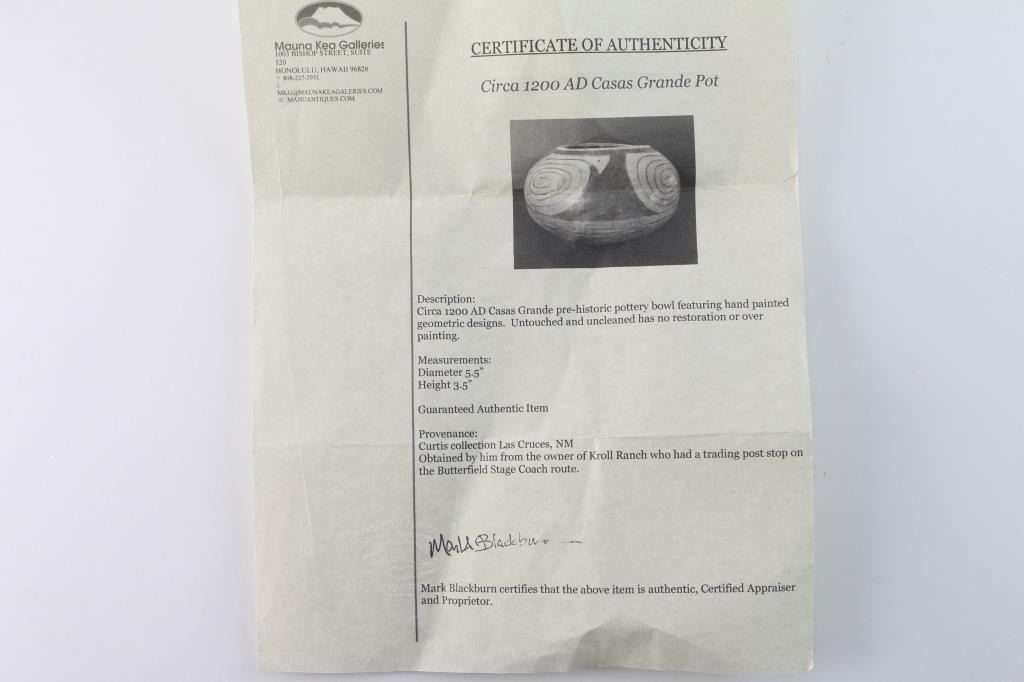 Mauna Kea Galleries
1003 BISHOP STREET, SUITE
120
HONOLULU, HAWAII 96826
P 808-227-2931
E
MKG@MAUNAKEAGALERIES.COM
W. MANUANTIQUES.COM
CERTIFICATE OF AUTHENTICITY
Circa 1200 AD Casas Grande Pot
Description:
Circa 1200 AD Casas Grande pre-historic pottery bowl featuring hand painted
geometric designs. Untouched and uncleaned has no restoration or over
painting.
Measurements:
Diameter 5.5"
Height 3.5"
Guaranteed Authentic Item
Provenance:
Curtis collection Las Cruces, NM
Obtained by him from the owner of Kroll Ranch who had a trading post stop on
the Butterfield Stage Coach route.
Mark Blackburn
Mark Blackburn certifies that the above item is authentic, Certified Appraiser
and Proprietor.